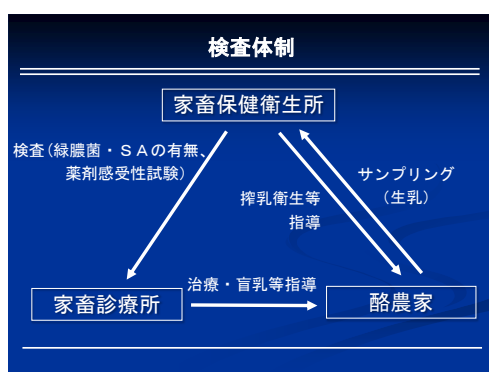 検査体制
家畜保健衛生所
検査(緑膿菌・ＳＡの有無、
薬剤感受性試験)
サンプリング
(生乳)
搾乳衛生等
指導
治療・盲乳等指導
家畜診療所
酪農家